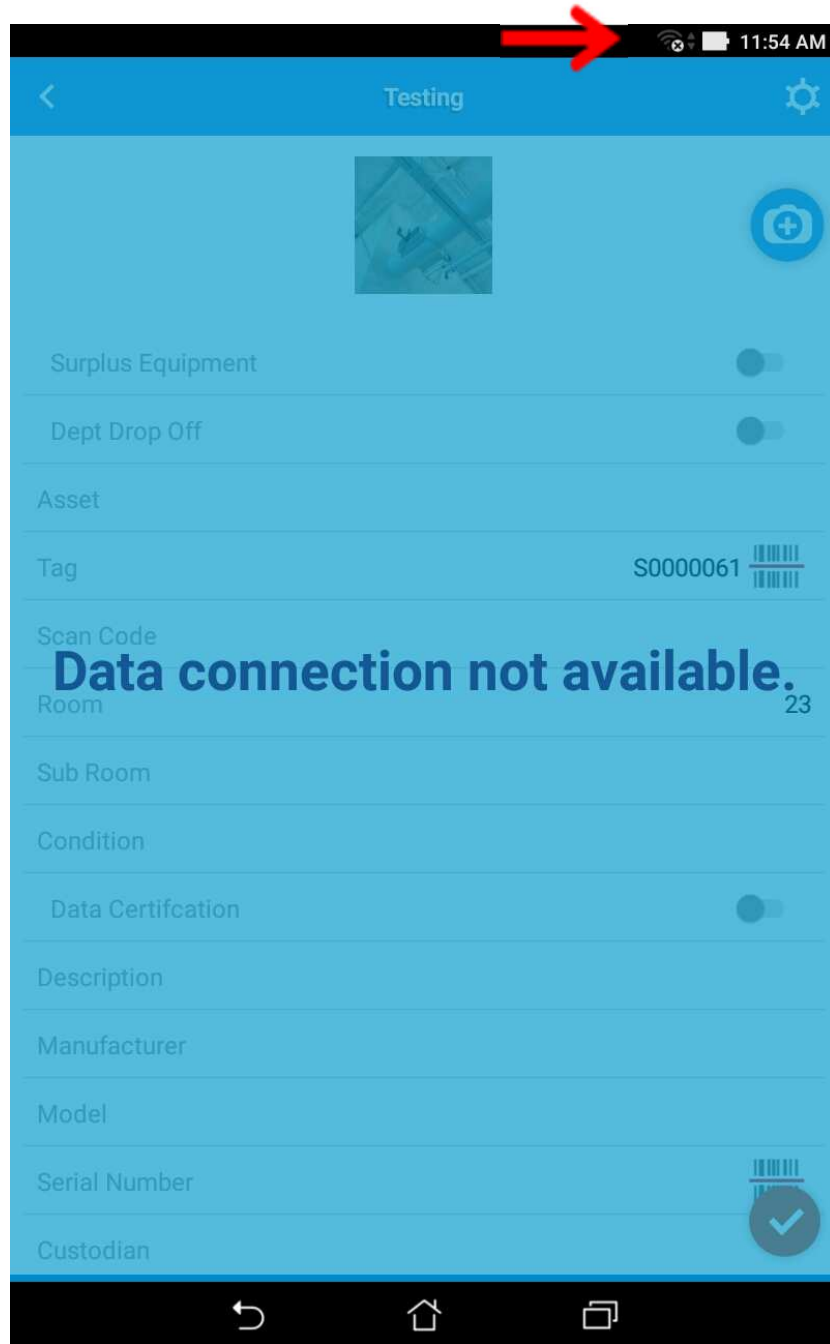 11:54 AM
Testing
Surplus Equipment
Dept Drop Off
Asset
Tag S0000061
Scan Code
Data connection not available.
Room 23
Sub Room
Condition
Data Certifcation
Description
Manufacturer
Model
Serial Number
Custodian